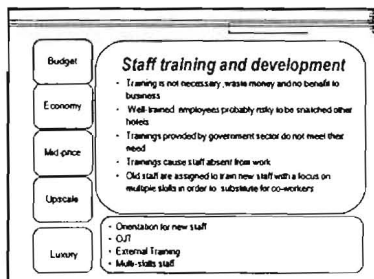 Budget
Economy
Mid-price
Upscale
Luxury
Staff training and development
• Training is not necessary, waste money and no benefit to
business
• Well-trained employees probably risky to be snatched other
hotels
• Trainings provided by government sector do not meet their
need
• Trainings cause staff absent from work
• Old staff are assigned to train new staff with a focus on
multiple skills in order to substitute for co-workers
• Orientation for new staff
• OJT
• External Training
• Multi-skills staff